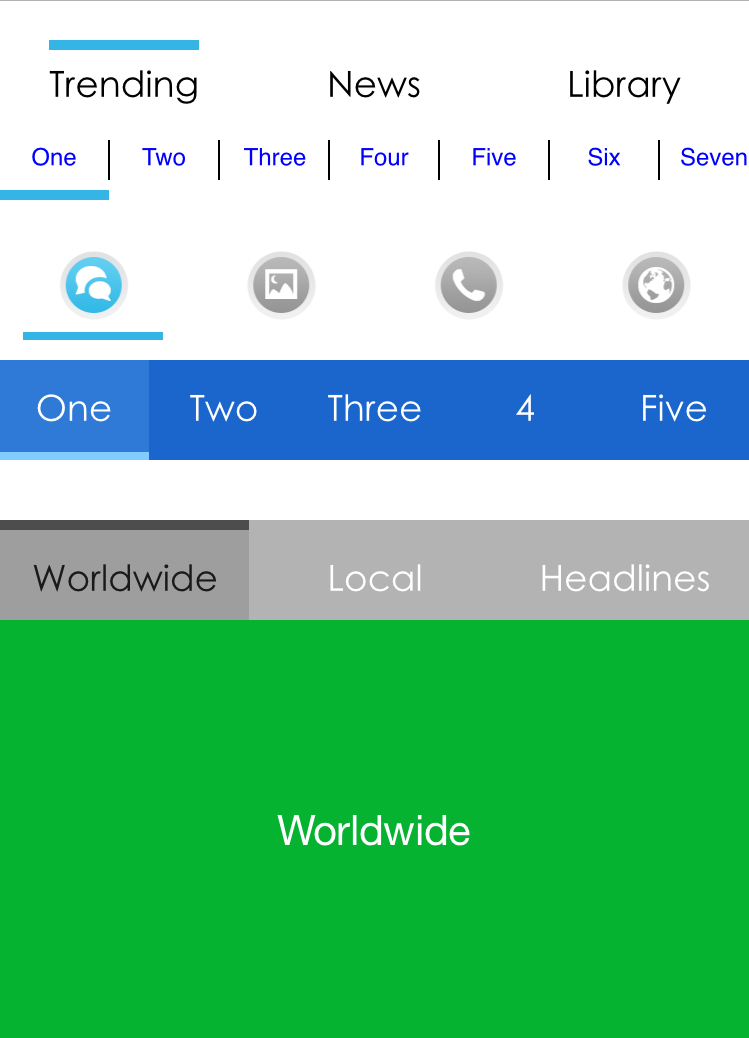 Trending News Library
One Two Three Four Five Six Seven
One Two Three 4 Five
Worldwide Local Headlines
Worldwide